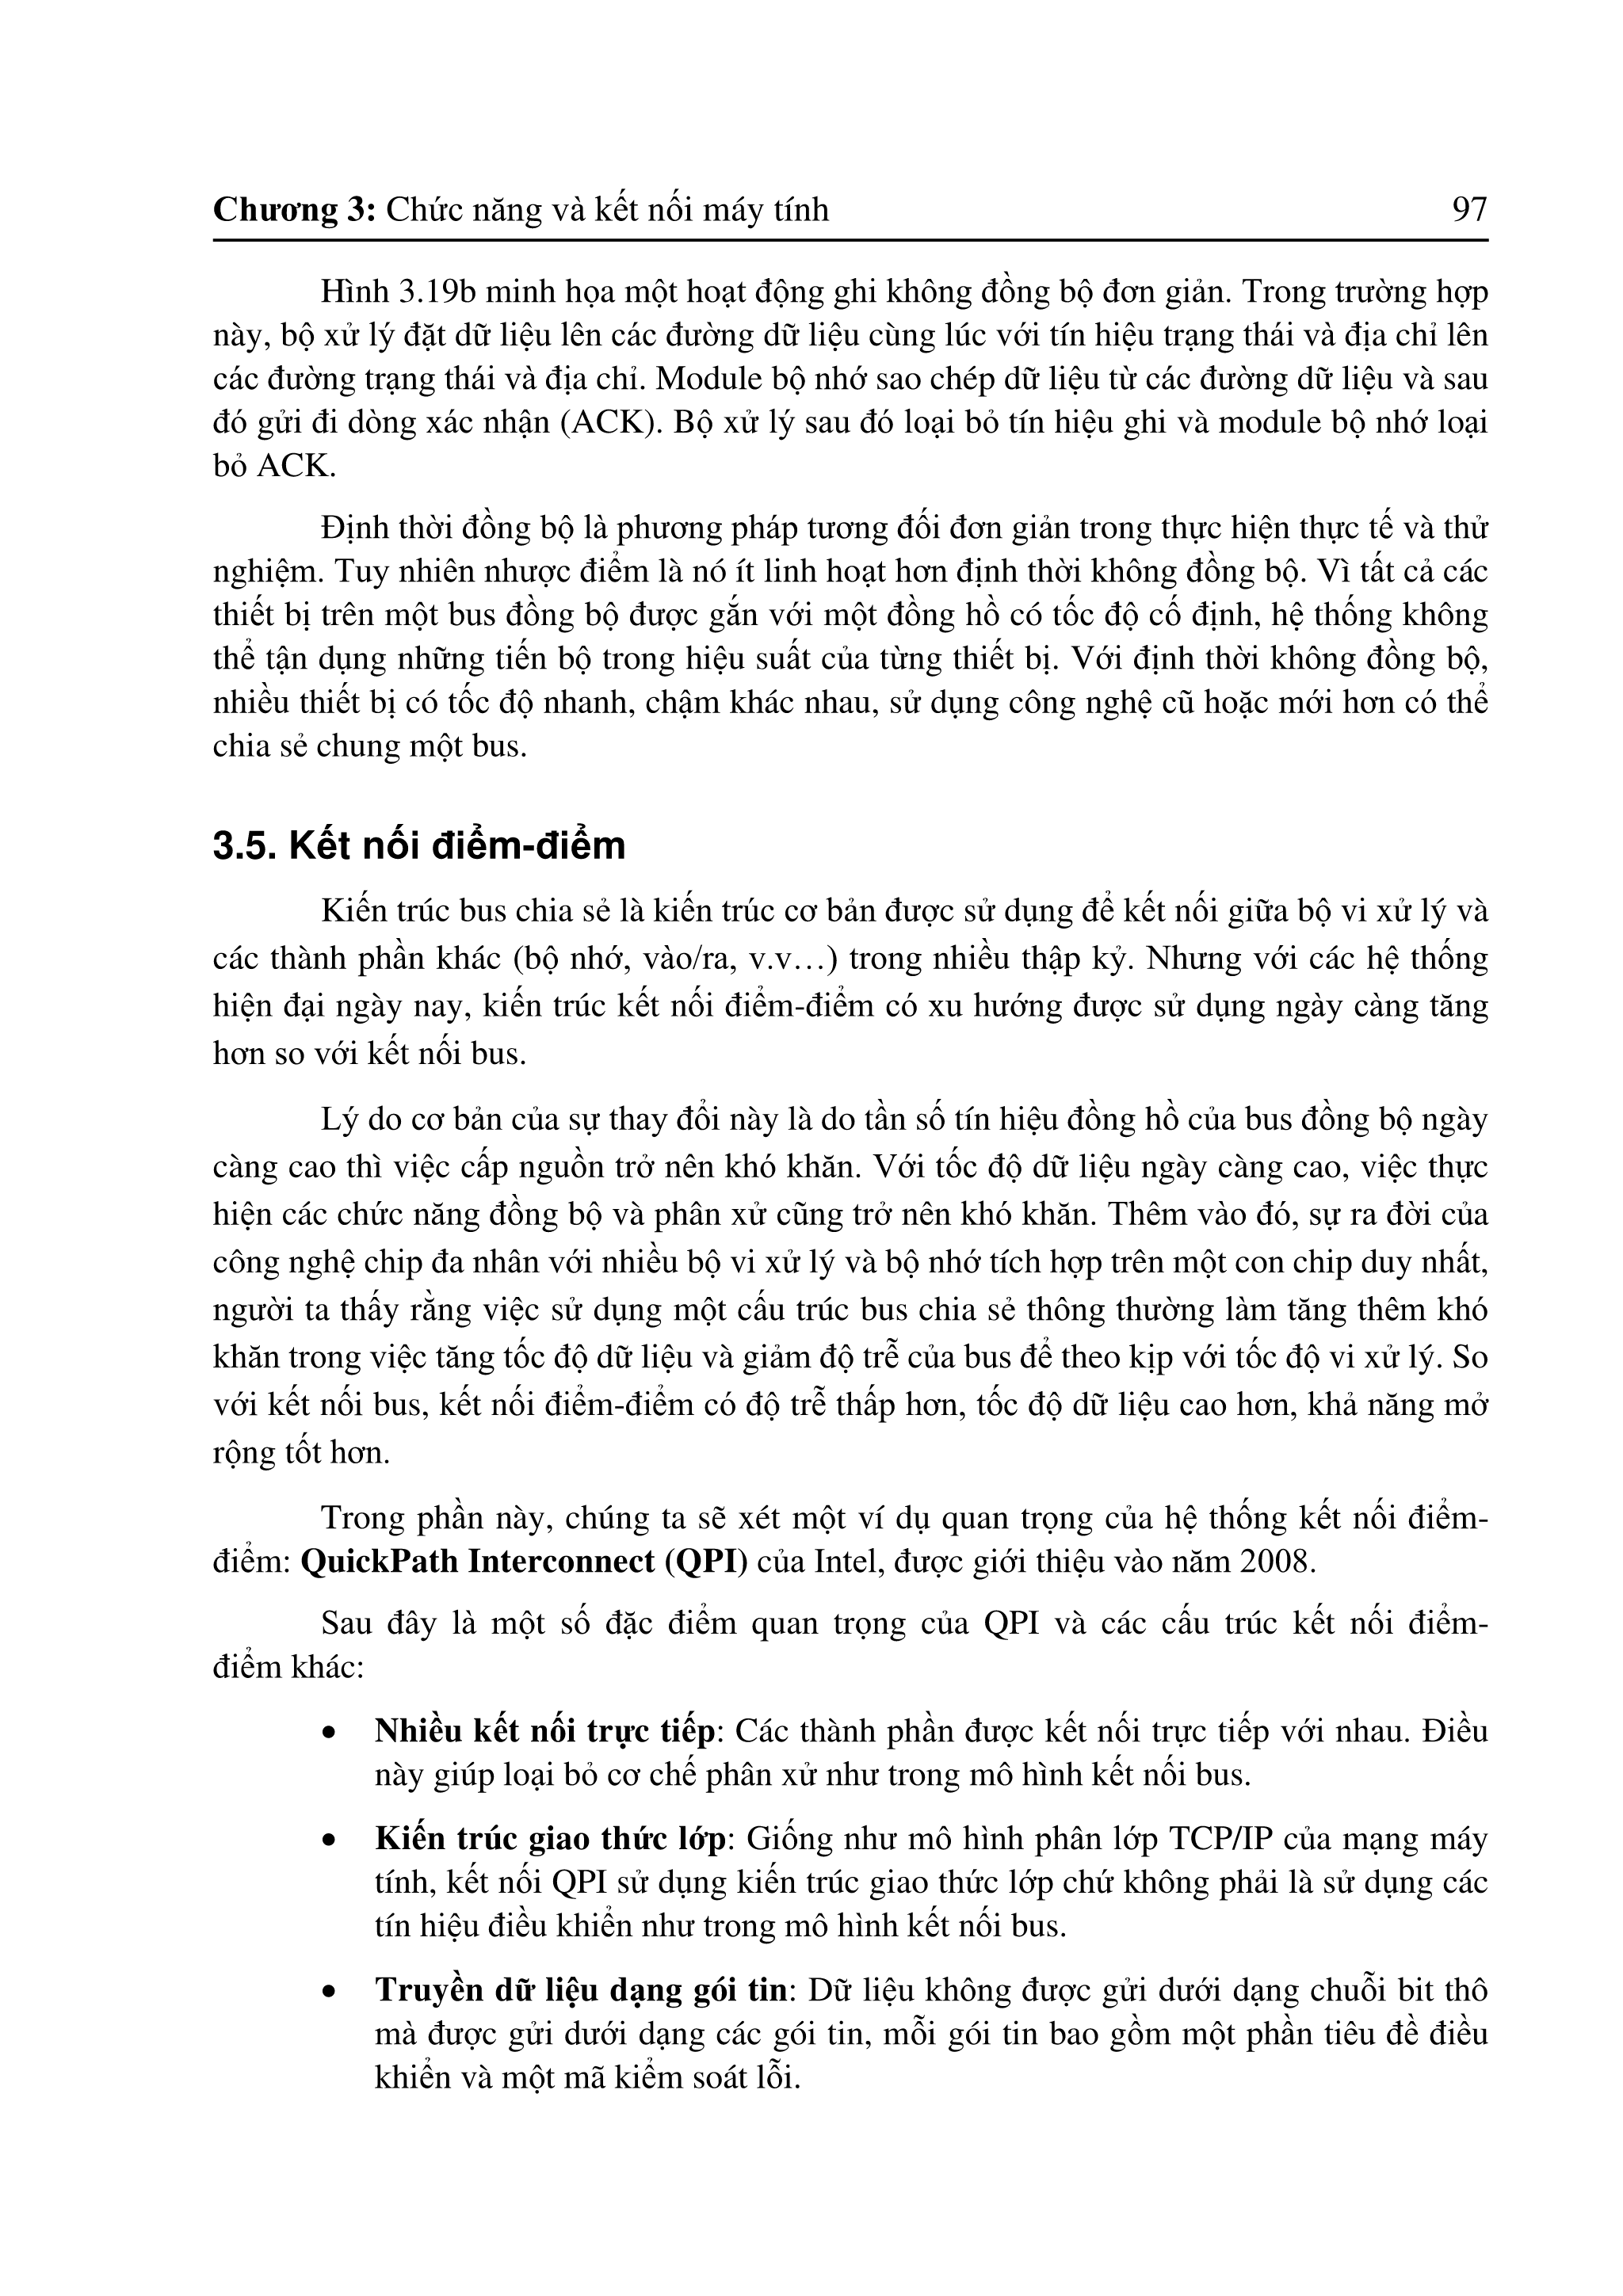 Chương 3: Chức năng và kết nối máy tính 97
Hình 3.19b minh họa một hoạt động ghi không đồng bộ đơn giản. Trong trường hợp
này, bộ xử lý đặt dữ liệu lên các đường dữ liệu cùng lúc với tín hiệu trạng thái và địa chỉ lên
các đường trạng thái và địa chỉ. Module bộ nhớ sao chép dữ liệu từ các đường dữ liệu và sau
đó gửi đi dòng xác nhận (ACK). Bộ xử lý sau đó loại bỏ tín hiệu ghi và module bộ nhớ loại
bỏ ACK.
Định thời đồng bộ là phương pháp tương đối đơn giản trong thực hiện thực tế và thử
nghiệm. Tuy nhiên nhược điểm là nó ít linh hoạt hơn định thời không đồng bộ. Vì tất cả các
thiết bị trên một bus đồng bộ được gắn với một đồng hồ có tốc độ cố định, hệ thống không
thể tận dụng những tiến bộ trong hiệu suất của từng thiết bị. Với định thời không đồng bộ,
nhiều thiết bị có tốc độ nhanh, chậm khác nhau, sử dụng công nghệ cũ hoặc mới hơn có thể
chia sẻ chung một bus.
3.5. Kết nối điểm-điểm
Kiến trúc bus chia sẻ là kiến trúc cơ bản được sử dụng để kết nối giữa bộ vi xử lý và
các thành phần khác (bộ nhớ, vào/ra, v.v…) trong nhiều thập kỷ. Nhưng với các hệ thống
hiện đại ngày nay, kiến trúc kết nối điểm-điểm có xu hướng được sử dụng ngày càng tăng
hơn so với kết nối bus.
Lý do cơ bản của sự thay đổi này là do tần số tín hiệu đồng hồ của bus đồng bộ ngày
càng cao thì việc cấp nguồn trở nên khó khăn. Với tốc độ dữ liệu ngày càng cao, việc thực
hiện các chức năng đồng bộ và phân xử cũng trở nên khó khăn. Thêm vào đó, sự ra đời của
công nghệ chip đa nhân với nhiều bộ vi xử lý và bộ nhớ tích hợp trên một con chip duy nhất,
người ta thấy rằng việc sử dụng một cấu trúc bus chia sẻ thông thường làm tăng thêm khó
khăn trong việc tăng tốc độ dữ liệu và giảm độ trễ của bus để theo kịp với tốc độ vi xử lý. So
với kết nối bus, kết nối điểm-điểm có độ trễ thấp hơn, tốc độ dữ liệu cao hơn, khả năng mở
rộng tốt hơn.
Trong phần này, chúng ta sẽ xét một ví dụ quan trọng của hệ thống kết nối điểm-
điểm: QuickPath Interconnect (QPI) của Intel, được giới thiệu vào năm 2008.
Sau đây là một số đặc điểm quan trọng của QPI và các cấu trúc kết nối điểm-
điểm khác:
• Nhiều kết nối trực tiếp: Các thành phần được kết nối trực tiếp với nhau. Điều
này giúp loại bỏ cơ chế phân xử như trong mô hình kết nối bus.
• Kiến trúc giao thức lớp: Giống như mô hình phân lớp TCP/IP của mạng máy
tính, kết nối QPI sử dụng kiến trúc giao thức lớp chứ không phải là sử dụng các
tín hiệu điều khiển như trong mô hình kết nối bus.
• Truyền dữ liệu dạng gói tin: Dữ liệu không được gửi dưới dạng chuỗi bit thô
mà được gửi dưới dạng các gói tin, mỗi gói tin bao gồm một phần tiêu đề điều
khiển và một mã kiểm soát lỗi.